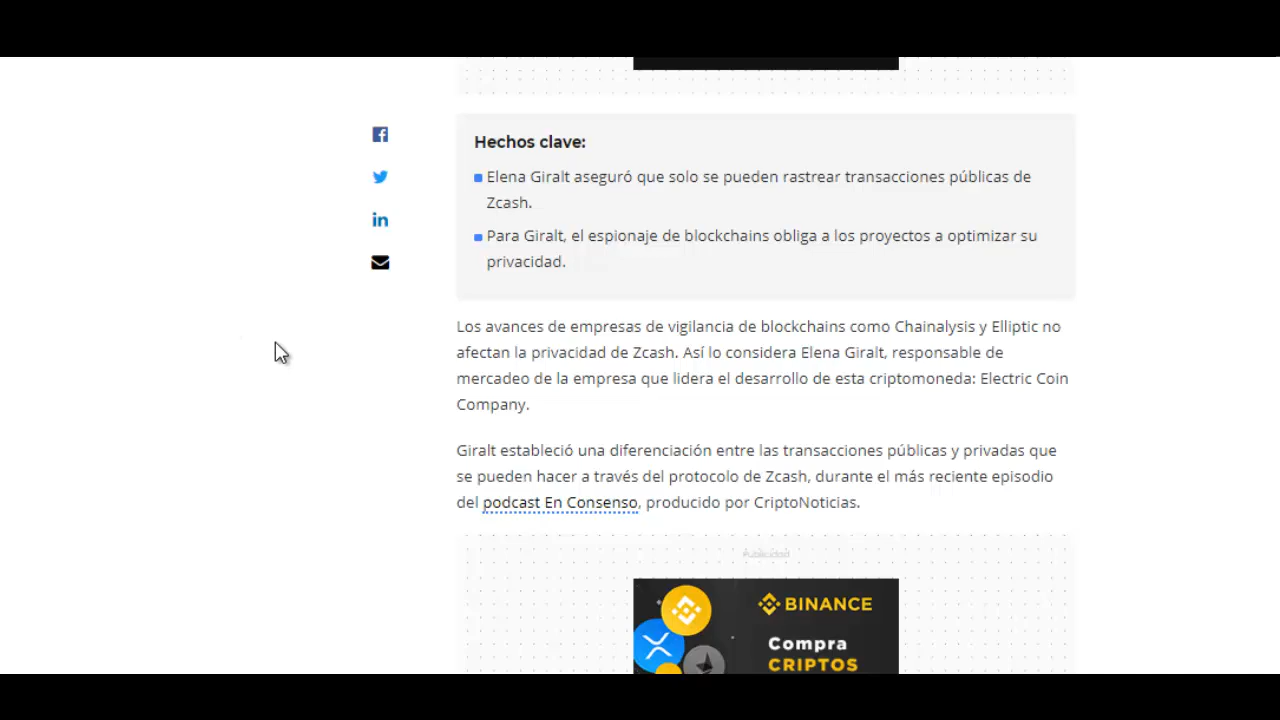 Hechos clave:
Elena Giralt aseguró que solo se pueden rastrear transacciones públicas de
Zcash.
Para Giralt, el espionaje de blockchains obliga a los proyectos a optimizar su
privacidad.
Los avances de empresas de vigilancia de blockchains como Chainalysis y Elliptic no
afectan la privacidad de Zcash. Así lo considera Elena Giralt, responsable de
mercadeo de la empresa que lidera el desarrollo de esta criptomoneda: Electric Coin
Company.
Giralt estableció una diferenciación entre las transacciones públicas y privadas que
se pueden hacer a través del protocolo de Zcash, durante el más reciente episodio
del podcast En Consenso, producido por CriptoNoticias.
Publicidad
BINANCE
Compra
CRIPTOS